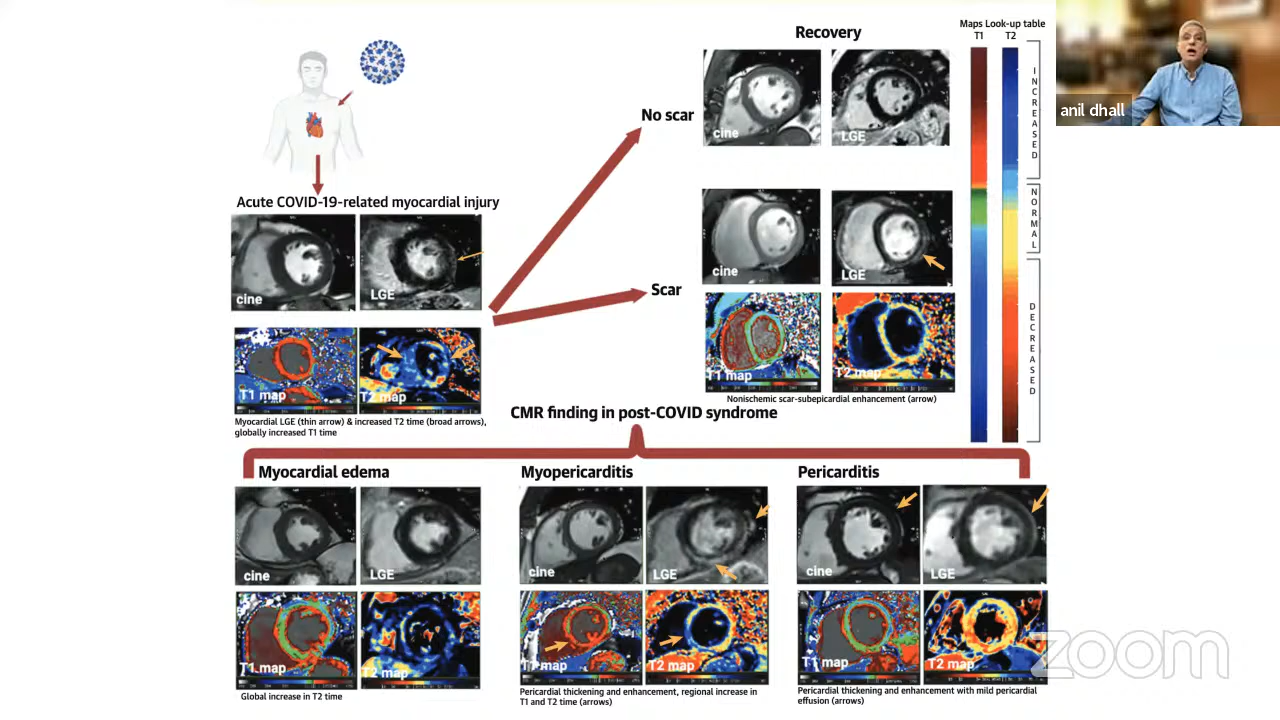 Recovery
Maps Look-up table
T1 T2
INCREASED
NORMAL
DECREASED
anil dhall
No scar
cine
LGE
Acute COVID-19-related myocardial injury
cine
LGE
T1 map
T2 map
Myocardial LGE (thin arrow) & increased T2 time (broad arrows),
globally increased T1 time
Scar
cine
LGE
T1 map
T2 map
Nonischemic scar-subepicardial enhancement (arrow)
CMR finding in post-COVID syndrome
Myocardial edema
cine
LGE
T1 map
T2 map
Global increase in T2 time
Myopericarditis
cine
LGE
T1 map
T2 map
Pericardial thickening and enhancement, regional increase in
T1 and T2 time (arrows)
Pericarditis
cine
LGE
T1 map
T2 map
Pericardial thickening and enhancement with mild pericardial
effusion (arrows)
zoom